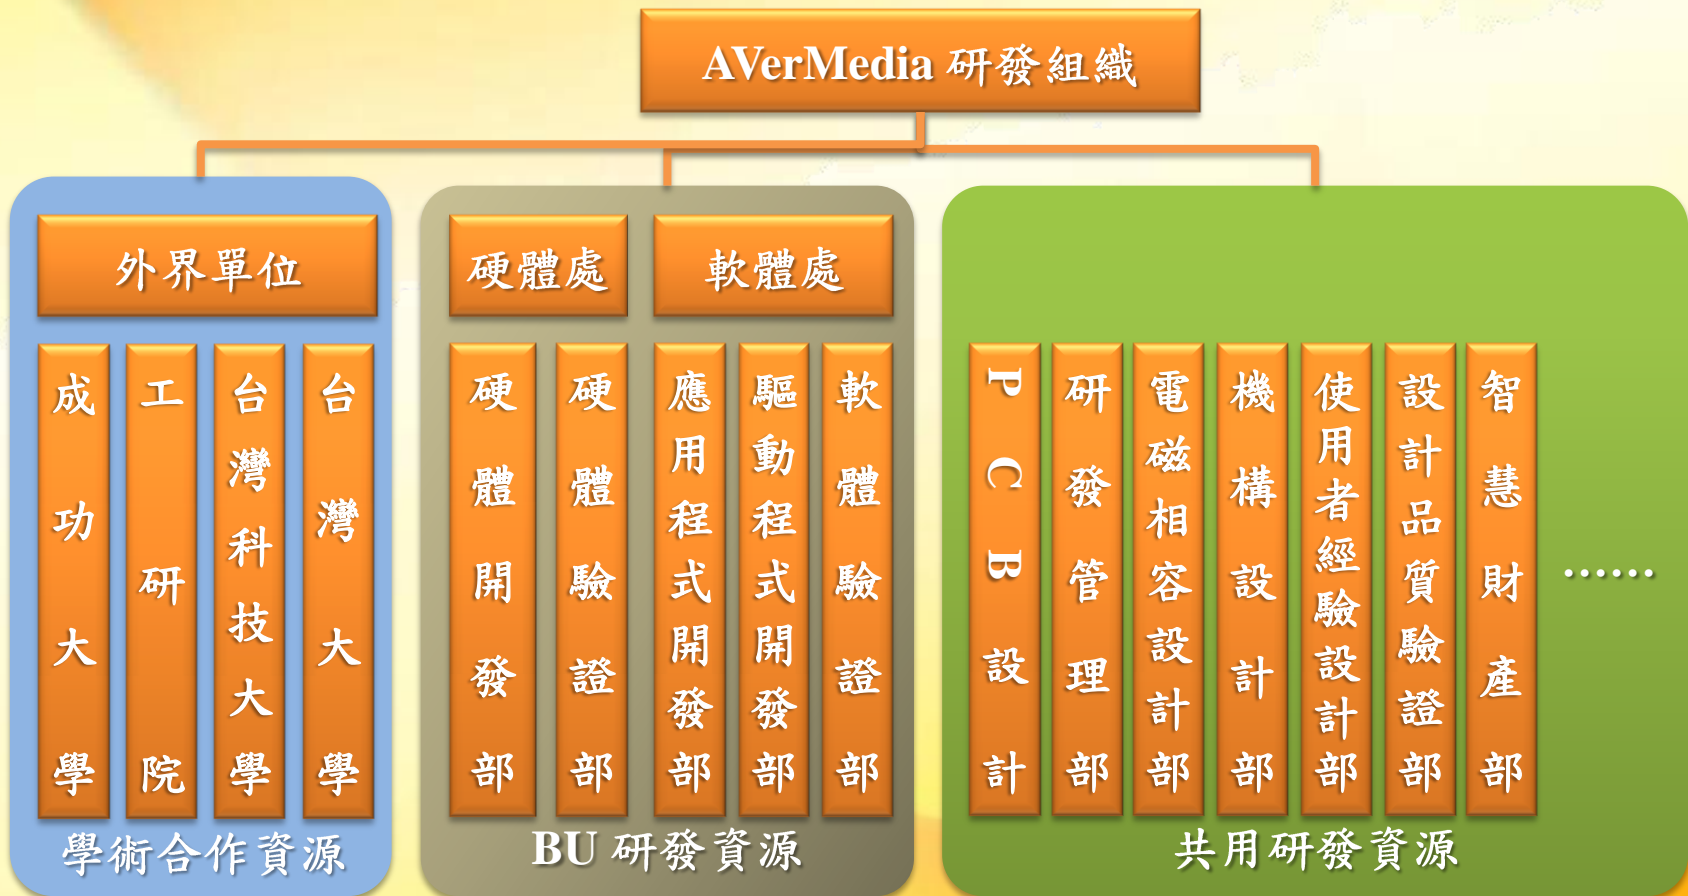 AVerMedia 研發組織
外界單位
成功大學
工研院
台灣科技大學
台灣大學
學術合作資源
硬體處
軟體處
硬體開發部
硬體驗證部
應用程式開發部
驅動程式開發部
軟體驗證部
BU 研發資源
PCB設計
研發管理部
電磁相容設計部
機構設計部
使用者經驗設計部
設計品質驗證部
智慧財產部
......
共用研發資源